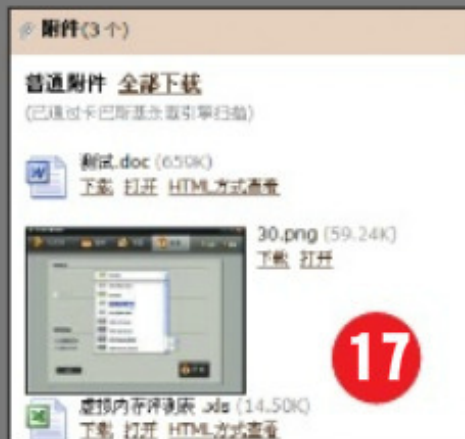 附件(3个)
普通附件 全部下载
(已通过卡巴斯基杀毒引擎扫描)
测试.doc (659K)
下载 打开 HTML方式查看
30.png (59.24K)
下载 打开
17
虚拟内存评测表 .xls (14.50K)
下载 打开 HTML方式查看